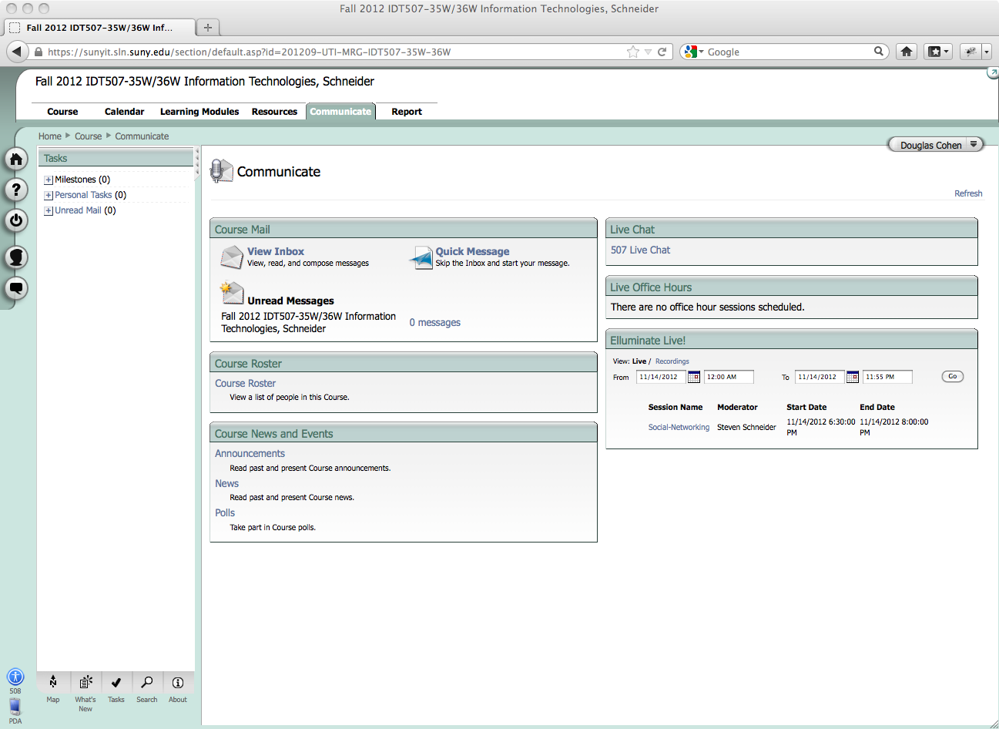 Fall 2012 IDT507-35W/36W Information Technologies, Schneider
Fall 2012 IDT507-35W/36W Inf...
https://sunyit.sln.suny.edu/section/default.asp?id=201209-UTI-MRG-IDT507-35W-36W
Google
Fall 2012 IDT507-35W/36W Information Technologies, Schneider
Course Calendar Learning Modules Resources Communicate Report
Home Course Communicate
Douglas Cohen
Tasks
Milestones (0)
Personal Tasks (0)
Unread Mail (0)
Communicate
Refresh
Course Mail
View Inbox
View, read, and compose messages
Quick Message
Skip the Inbox and start your message.
Unread Messages
Fall 2012 IDT507-35W/36W Information
Technologies, Schneider
0 messages
Course Roster
Course Roster
View a list of people in this Course.
Course News and Events
Announcements
Read past and present Course announcements.
News
Read past and present Course news.
Polls
Take part in Course polls.
Live Chat
507 Live Chat
Live Office Hours
There are no office hour sessions scheduled.
Elluminate Live!
View: Live / Recordings
From 11/14/2012 12:00 AM To 11/14/2012 11:55 PM Go
Session Name Moderator Start Date End Date
Social-Networking Steven Schneider 11/14/2012 6:30:00 PM 11/14/2012 8:00:00 PM
508
PDA
Map What's New Tasks Search About